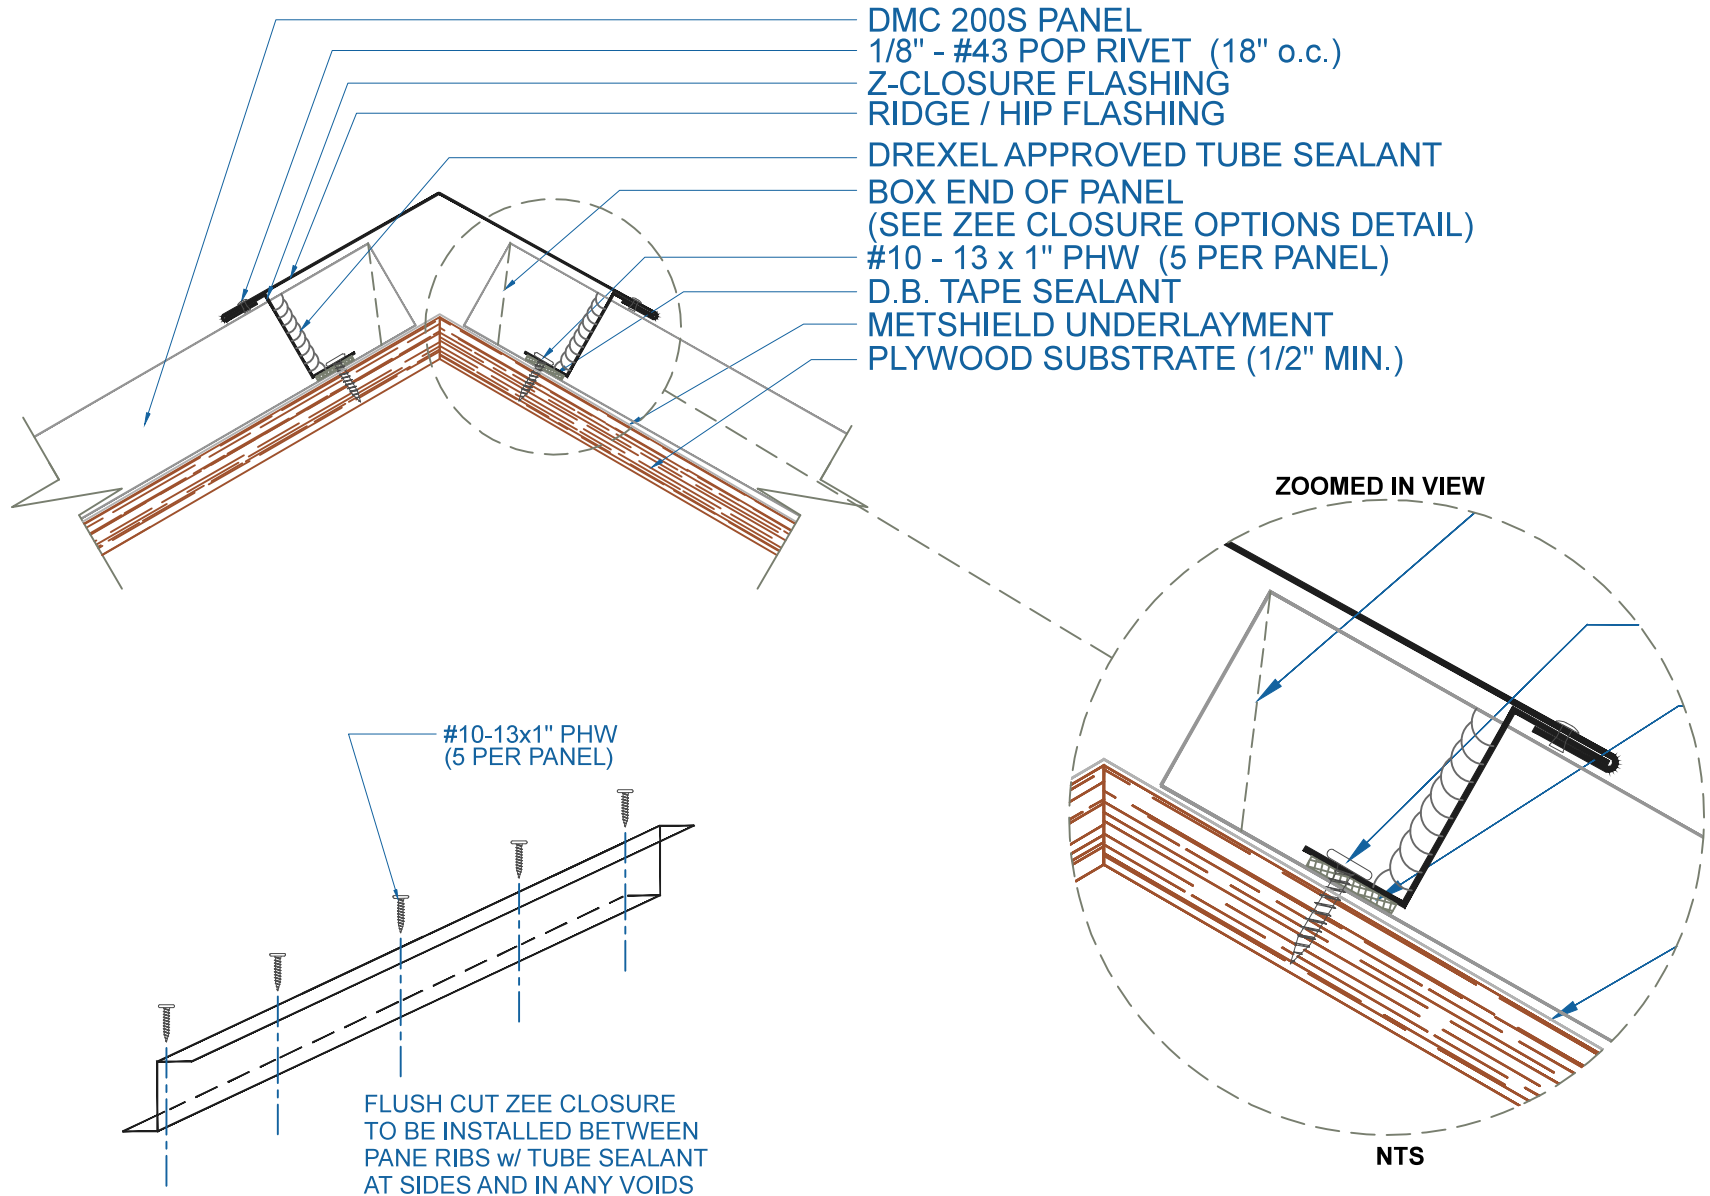 DMC 200S PANEL
1/8" - #43 POP RIVET (18" o.c.)
Z-CLOSURE FLASHING
RIDGE / HIP FLASHING
DREXEL APPROVED TUBE SEALANT
BOX END OF PANEL
(SEE ZEE CLOSURE OPTIONS DETAIL)
#10 - 13 x 1" PHW (5 PER PANEL)
D.B. TAPE SEALANT
METSHIELD UNDERLAYMENT
PLYWOOD SUBSTRATE (1/2" MIN.)
ZOOMED IN VIEW
#10-13x1" PHW
(5 PER PANEL)
FLUSH CUT ZEE CLOSURE
TO BE INSTALLED BETWEEN
PANE RIBS w/ TUBE SEALANT
AT SIDES AND IN ANY VOIDS
NTS